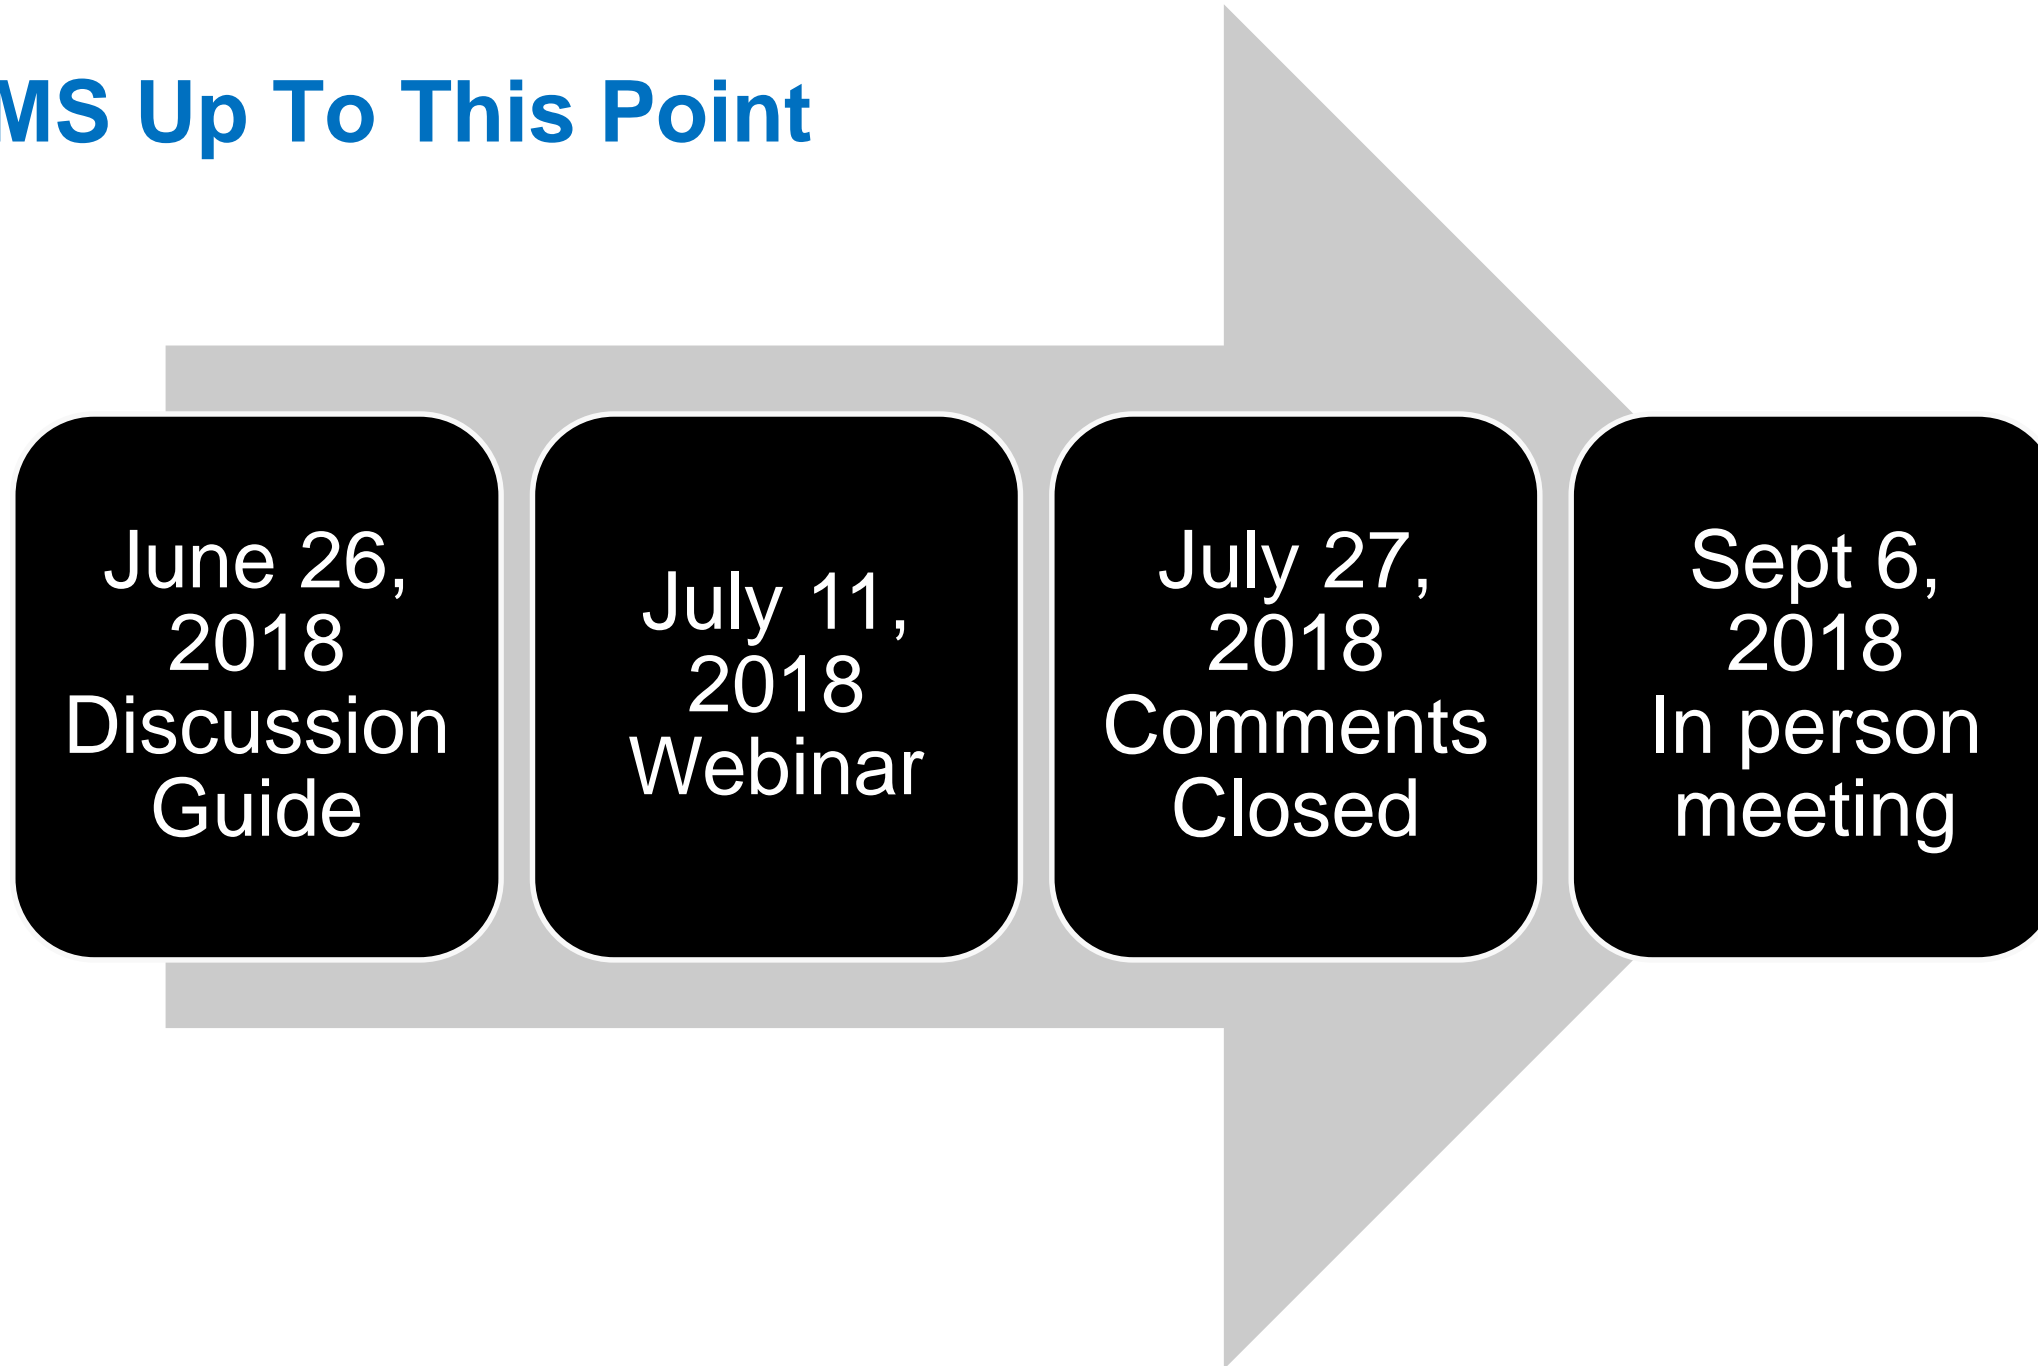 MS Up To This Point
June 26,
2018
Discussion
Guide
July 11,
2018
Webinar
July 27,
2018
Comments
Closed
Sept 6,
2018
In person
meeting